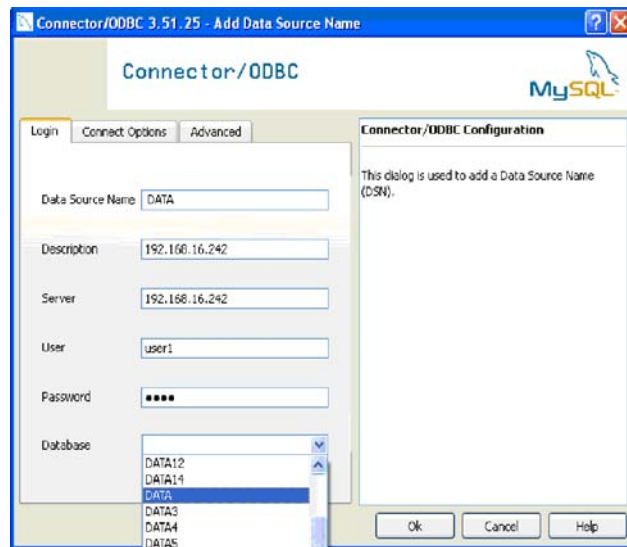 Connector/ODBC 3.51.25 - Add Data Source Name
Connector/ODBC
MySQL
Login
Connect Options
Advanced
Data Source Name DATA
Description 192.168.16.242
Server 192.168.16.242
User user1
Password ••••
Database
DATA12
DATA14
DATA
DATA3
DATA4
DATA5
Connector/ODBC Configuration
This dialog is used to add a Data Source Name
(DSN).
Ok
Cancel
Help